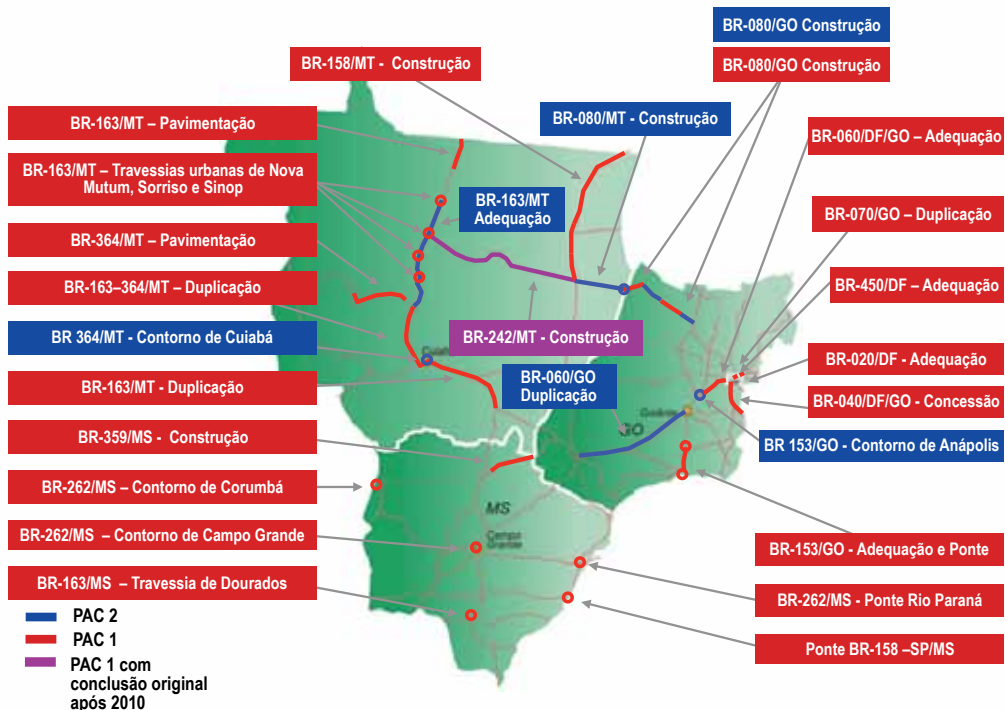 BR-080/GO Construção
BR-158/MT - Construção
BR-080/GO Construção
BR-163/MT – Pavimentação
BR-080/MT - Construção
BR-060/DF/GO – Adequação
BR-163/MT – Travessias urbanas de Nova
Mutum, Sorriso e Sinop
BR-163/MT
Adequação
BR-070/GO – Duplicação
BR-364/MT – Pavimentação
BR-163–364/MT – Duplicação
BR-450/DF – Adequação
BR 364/MT - Contorno de Cuiabá
BR-242/MT - Construção
BR-163/MT - Duplicação
BR-060/GO
Duplicação
BR-020/DF - Adequação
BR-040/DF/GO – Concessão
Goiânia
GO
BR-359/MS - Construção
BR 153/GO - Contorno de Anápolis
BR-262/MS – Contorno de Corumbá
MS
BR-262/MS – Contorno de Campo Grande
Campo
Grande
BR-153/GO - Adequação e Ponte
BR-163/MS – Travessia de Dourados
BR-262/MS - Ponte Rio Paraná
Ponte BR-158 –SP/MS
PAC 2
PAC 1
PAC 1 com
conclusão original
após 2010